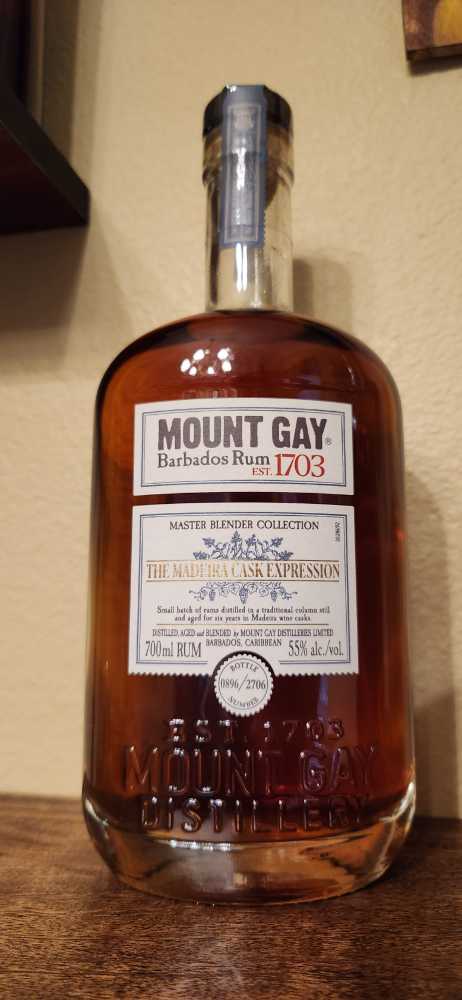 MOUNT GAY®
Barbados Rum
EST. 1703
MASTER BLENDER COLLECTION
THE MADEIRA CASK EXPRESSION
Small batch of rums distilled in a traditional column still
and aged for six years in Madeira wine casks.
DISTILLED, AGED and BLENDED by MOUNT GAY DISTILLERIES LIMITED
700ml RUM BARBADOS, CARIBBEAN 55% alc./vol.
BOTTLE
0896/2706
NUMBER
EST. 1703
MOUNT GAY
DISTILLERY